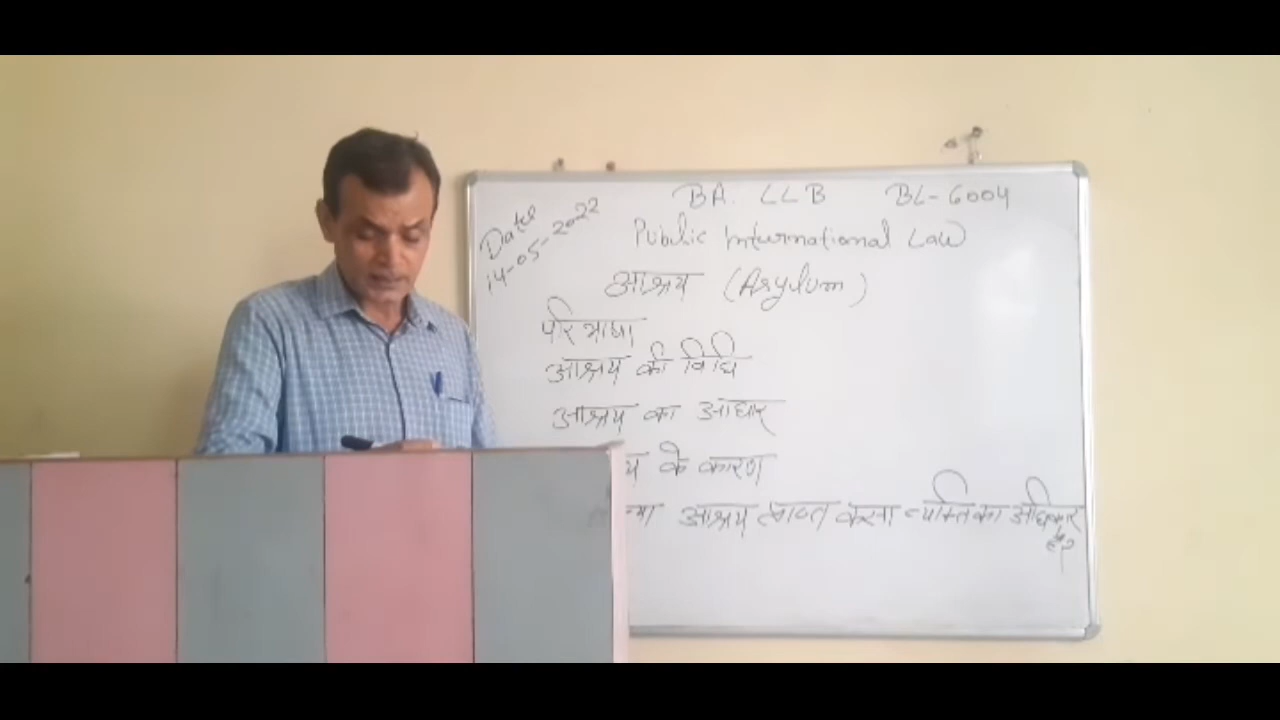 Date
14-05-2022
BA. LLB BL-6004
Public International Law
आश्रय (Asylum)
परिभाषा
आश्रय की विधि
आश्रय का आधार
य के कारण
क्या आश्रय प्राप्त करना व्यक्ति का अधिकार
है?